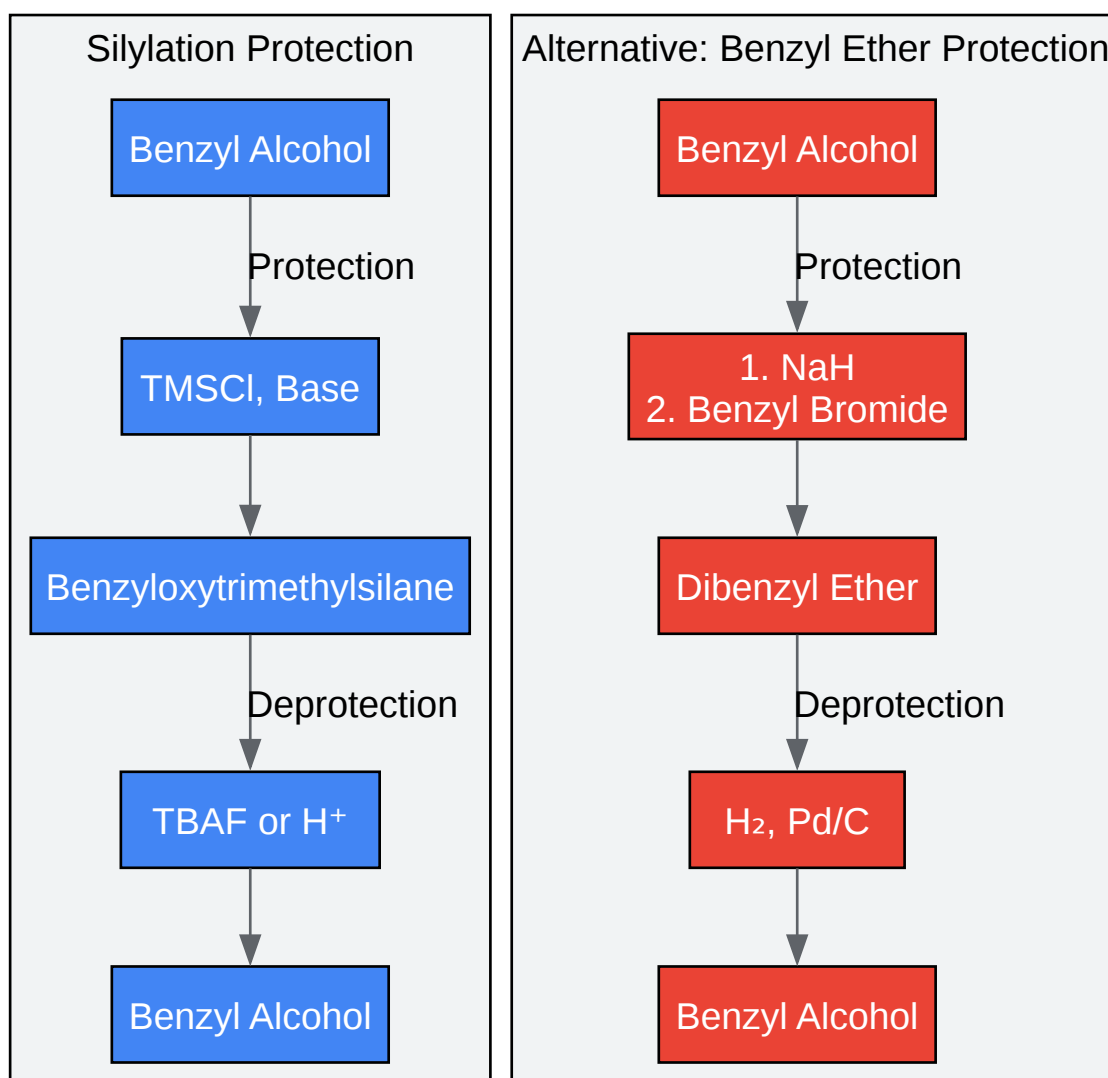 Silylation Protection
Benzyl Alcohol
Protection
TMSCl, Base
Benzyloxytrimethylsilane
Deprotection
TBAF or H⁺
Benzyl Alcohol
Alternative: Benzyl Ether Protection
Benzyl Alcohol
Protection
1. NaH
2. Benzyl Bromide
Dibenzyl Ether
Deprotection
H₂, Pd/C
Benzyl Alcohol